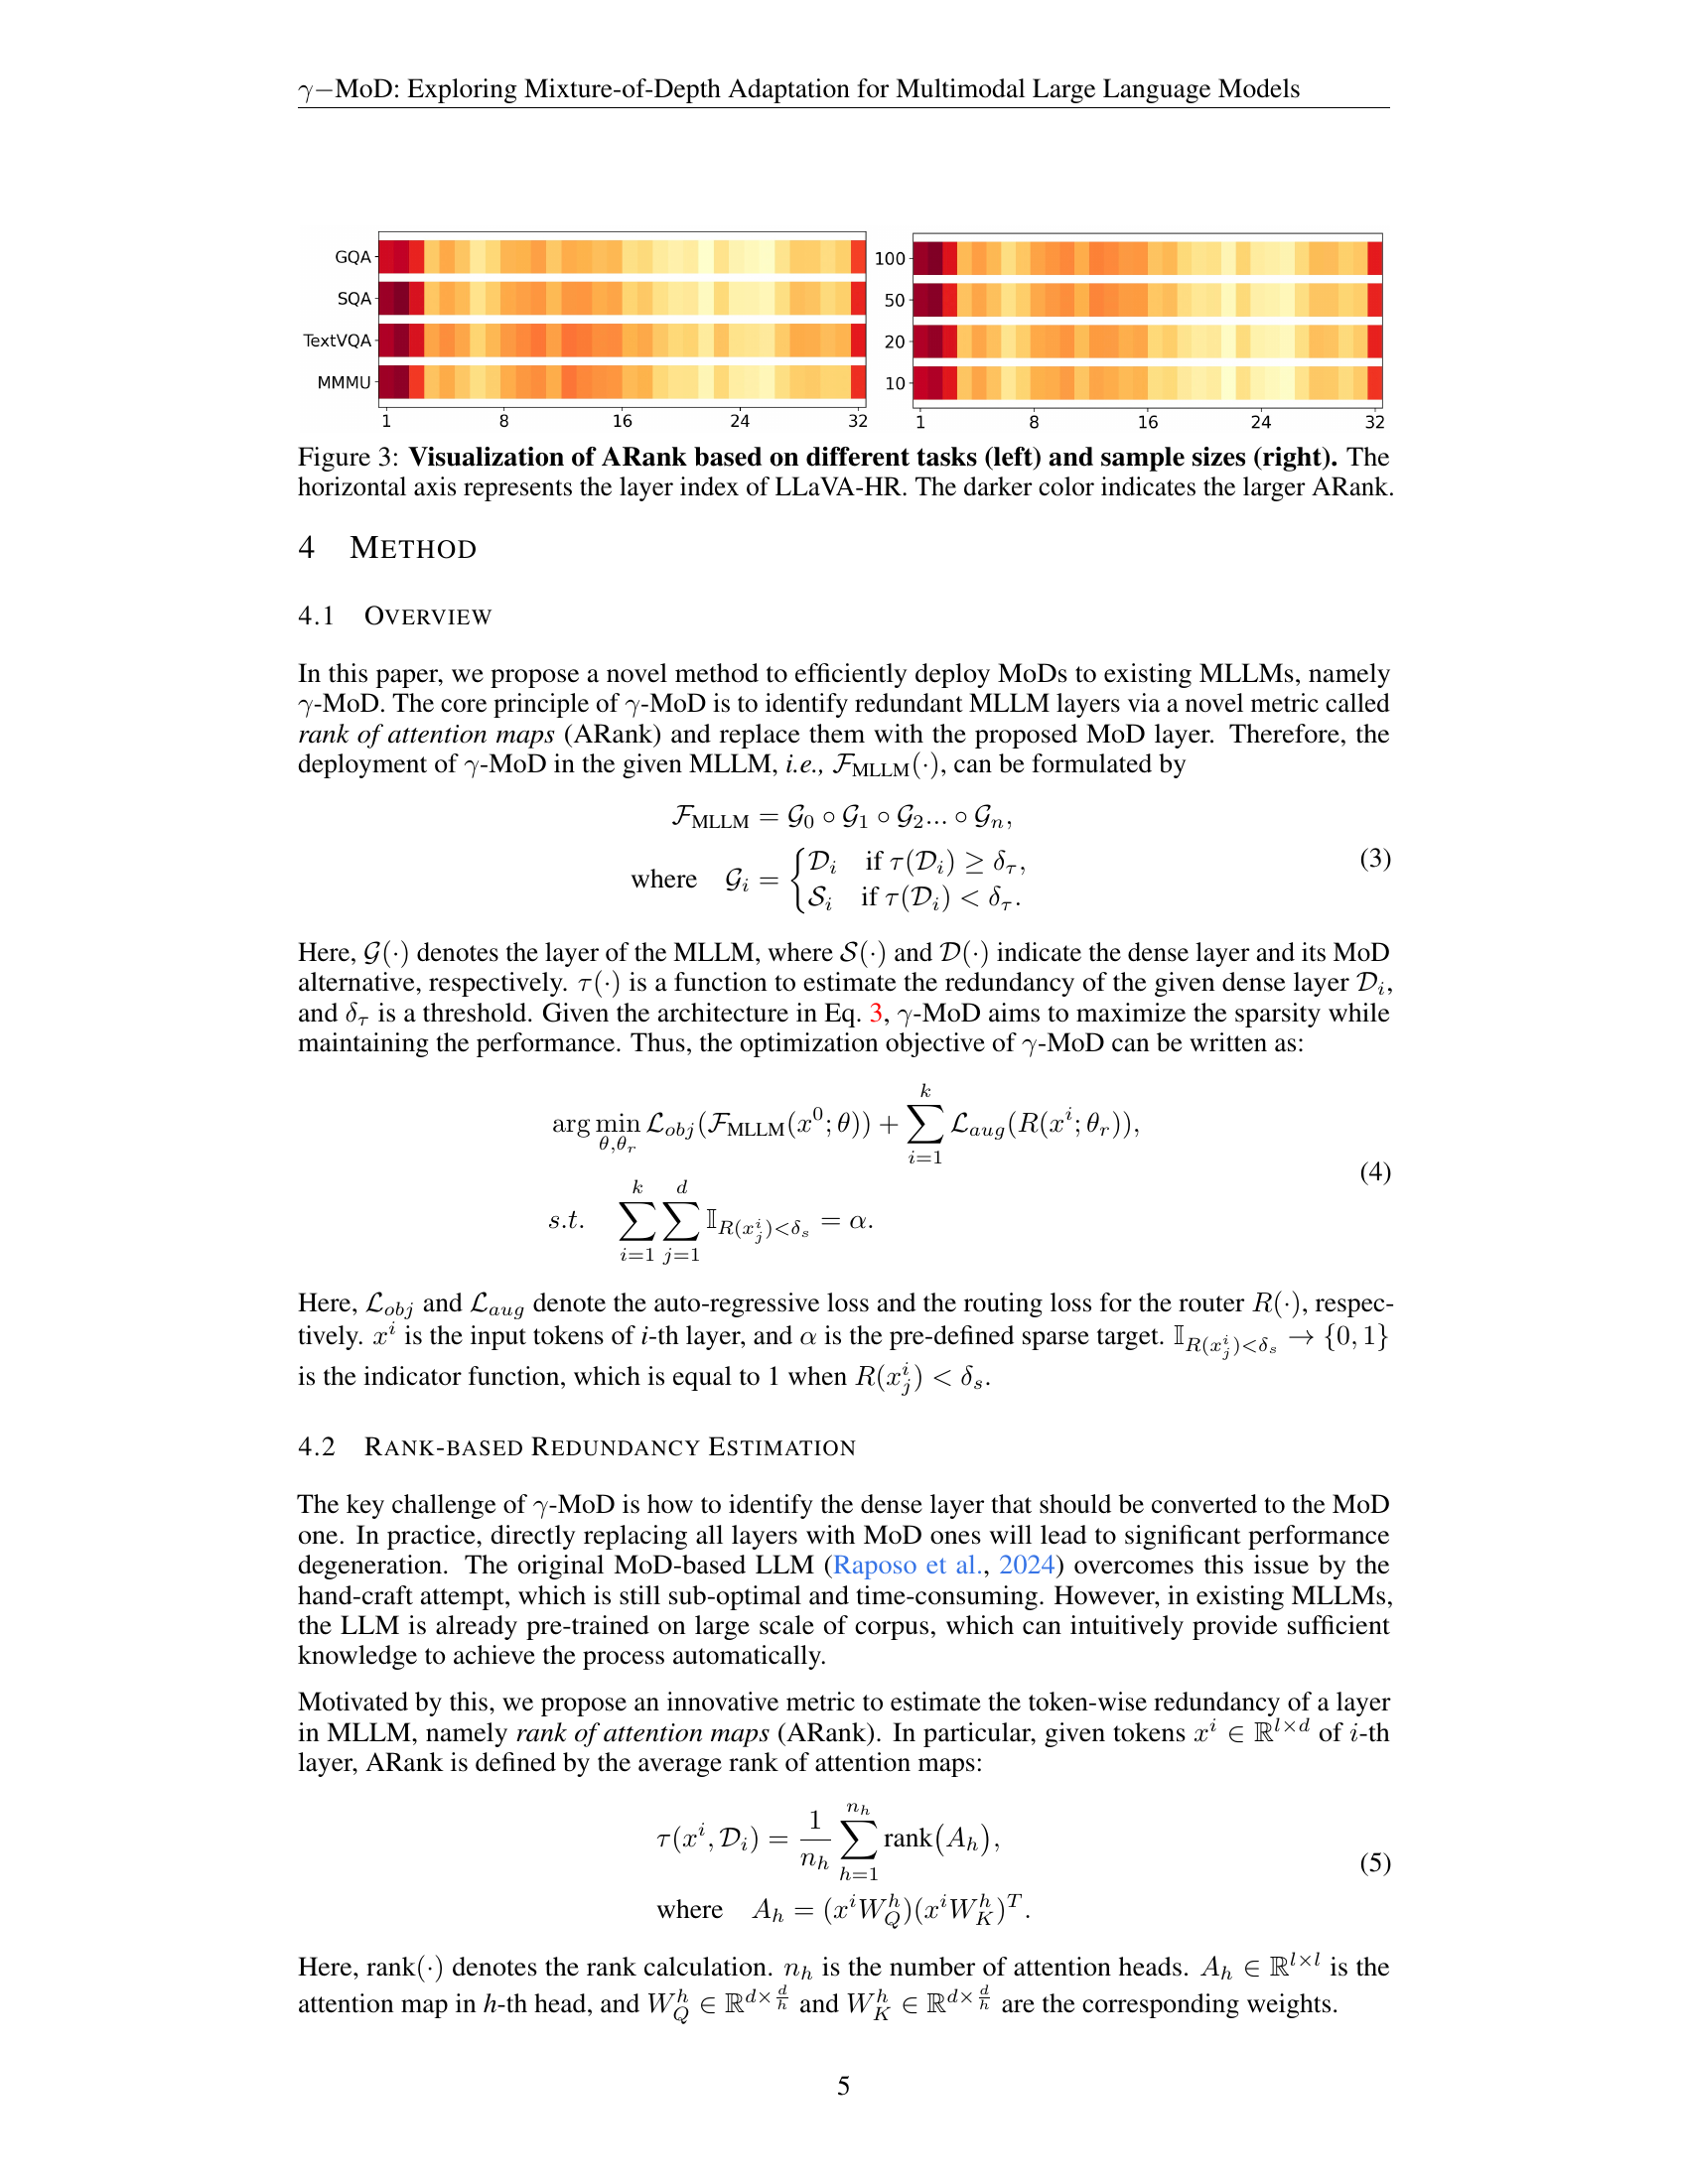 γ−MoD: Exploring Mixture-of-Depth Adaptation for Multimodal Large Language Models
GQA
SQA
TextVQA
MMMU
1 8 16 24 32
100
50
20
10
1 8 16 24 32
Figure 3: Visualization of ARank based on different tasks (left) and sample sizes (right). The
horizontal axis represents the layer index of LLaVA-HR. The darker color indicates the larger ARank.
4 METHOD
4.1 OVERVIEW
In this paper, we propose a novel method to efficiently deploy MoDs to existing MLLMs, namely
γ-MoD. The core principle of γ-MoD is to identify redundant MLLM layers via a novel metric called
rank of attention maps (ARank) and replace them with the proposed MoD layer. Therefore, the
deployment of γ-MoD in the given MLLM, i.e., $\mathcal{F}_{\text{MLLM}}(\cdot)$, can be formulated by
$\mathcal{F}_{\text{MLLM}} = \mathcal{G}_0 \circ \mathcal{G}_1 \circ \mathcal{G}_2 ... \circ \mathcal{G}_n,$
$\text{where} \quad \mathcal{G}_i = \begin{cases} \mathcal{D}_i & \text{if } \tau(\mathcal{D}_i) \geq \delta_\tau, \\ \mathcal{S}_i & \text{if } \tau(\mathcal{D}_i) < \delta_\tau. \end{cases}$ (3)
Here, $\mathcal{G}(\cdot)$ denotes the layer of the MLLM, where $\mathcal{S}(\cdot)$ and $\mathcal{D}(\cdot)$ indicate the dense layer and its MoD
alternative, respectively. $\tau(\cdot)$ is a function to estimate the redundancy of the given dense layer $\mathcal{D}_i$,
and $\delta_\tau$ is a threshold. Given the architecture in Eq. 3, γ-MoD aims to maximize the sparsity while
maintaining the performance. Thus, the optimization objective of γ-MoD can be written as:
$\arg\min_{\theta,\theta_r} \mathcal{L}_{obj}(\mathcal{F}_{\text{MLLM}}(x^0;\theta)) + \sum_{i=1}^{k} \mathcal{L}_{aug}(R(x^i;\theta_r)),$
$s.t. \quad \sum_{i=1}^{k} \sum_{j=1}^{d} \mathbb{I}_{R(x_j^i)<\delta_s} = \alpha.$ (4)
Here, $\mathcal{L}_{obj}$ and $\mathcal{L}_{aug}$ denote the auto-regressive loss and the routing loss for the router $R(\cdot)$, respec-
tively. $x^i$ is the input tokens of $i$-th layer, and $\alpha$ is the pre-defined sparse target. $\mathbb{I}_{R(x_j^i)<\delta_s} \to \{0,1\}$
is the indicator function, which is equal to 1 when $R(x_j^i) < \delta_s$.
4.2 RANK-BASED REDUNDANCY ESTIMATION
The key challenge of γ-MoD is how to identify the dense layer that should be converted to the MoD
one. In practice, directly replacing all layers with MoD ones will lead to significant performance
degeneration. The original MoD-based LLM (Raposo et al., 2024) overcomes this issue by the
hand-craft attempt, which is still sub-optimal and time-consuming. However, in existing MLLMs,
the LLM is already pre-trained on large scale of corpus, which can intuitively provide sufficient
knowledge to achieve the process automatically.
Motivated by this, we propose an innovative metric to estimate the token-wise redundancy of a layer
in MLLM, namely rank of attention maps (ARank). In particular, given tokens $x^i \in \mathbb{R}^{l \times d}$ of $i$-th
layer, ARank is defined by the average rank of attention maps:
$\tau(x^i, \mathcal{D}_i) = \frac{1}{n_h} \sum_{h=1}^{n_h} \text{rank}(A_h),$
$\text{where} \quad A_h = (x^i W_Q^h)(x^i W_K^h)^T.$ (5)
Here, rank$(\cdot)$ denotes the rank calculation. $n_h$ is the number of attention heads. $A_h \in \mathbb{R}^{l \times l}$ is the
attention map in $h$-th head, and $W_Q^h \in \mathbb{R}^{d \times \frac{d}{h}}$ and $W_K^h \in \mathbb{R}^{d \times \frac{d}{h}}$ are the corresponding weights.
5